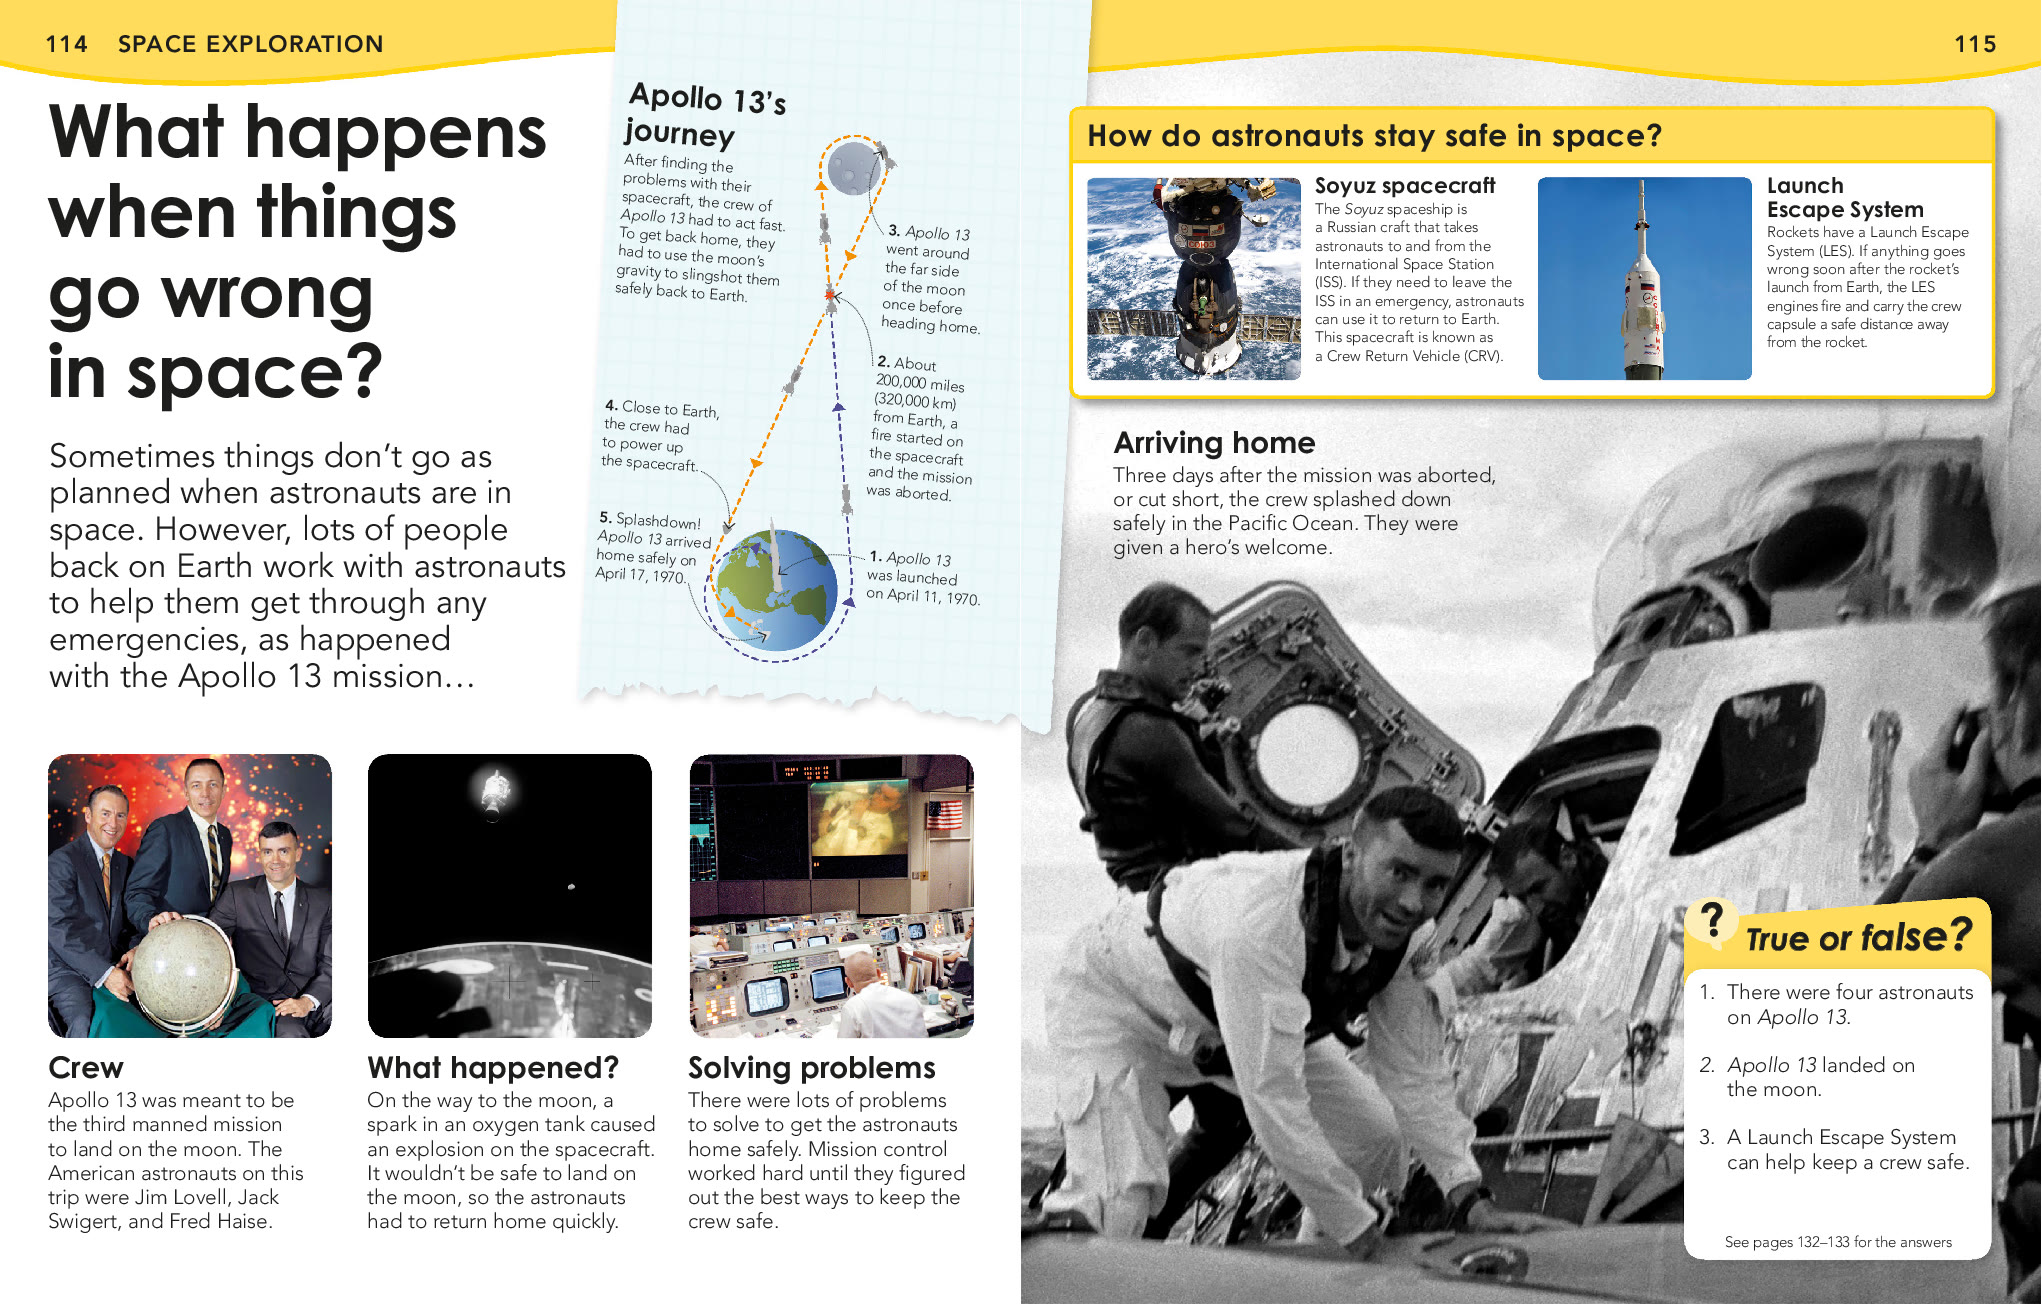 114 SPACE EXPLORATION
What happens
when things
go wrong
in space?
Sometimes things don’t go as
planned when astronauts are in
space. However, lots of people
back on Earth work with astronauts
to help them get through any
emergencies, as happened
with the Apollo 13 mission…
Apollo 13’s
journey
After finding the
problems with their
spacecraft, the crew of
Apollo 13 had to act fast.
To get back home, they
had to use the moon’s
gravity to slingshot them
safely back to Earth.
3. Apollo 13
went around
the far side
of the moon
once before
heading home.
2. About
200,000 miles
(320,000 km)
from Earth, a
fire started on
the spacecraft
and the mission
was aborted.
4. Close to Earth,
the crew had
to power up
the spacecraft.
5. Splashdown!
Apollo 13 arrived
home safely on
April 17, 1970.
1. Apollo 13
was launched
on April 11, 1970.
Crew
Apollo 13 was meant to be
the third manned mission
to land on the moon. The
American astronauts on this
trip were Jim Lovell, Jack
Swigert, and Fred Haise.
What happened?
On the way to the moon, a
spark in an oxygen tank caused
an explosion on the spacecraft.
It wouldn’t be safe to land on
the moon, so the astronauts
had to return home quickly.
Solving problems
There were lots of problems
to solve to get the astronauts
home safely. Mission control
worked hard until they figured
out the best ways to keep the
crew safe.
115
How do astronauts stay safe in space?
Soyuz spacecraft
The Soyuz spaceship is
a Russian craft that takes
astronauts to and from the
International Space Station
(ISS). If they need to leave the
ISS in an emergency, astronauts
can use it to return to Earth.
This spacecraft is known as
a Crew Return Vehicle (CRV).
Launch
Escape System
Rockets have a Launch Escape
System (LES). If anything goes
wrong soon after the rocket’s
launch from Earth, the LES
engines fire and carry the crew
capsule a safe distance away
from the rocket.
Arriving home
Three days after the mission was aborted,
or cut short, the crew splashed down
safely in the Pacific Ocean. They were
given a hero’s welcome.
?
True or false?
1. There were four astronauts
on Apollo 13.
2. Apollo 13 landed on
the moon.
3. A Launch Escape System
can help keep a crew safe.
See pages 132–133 for the answers